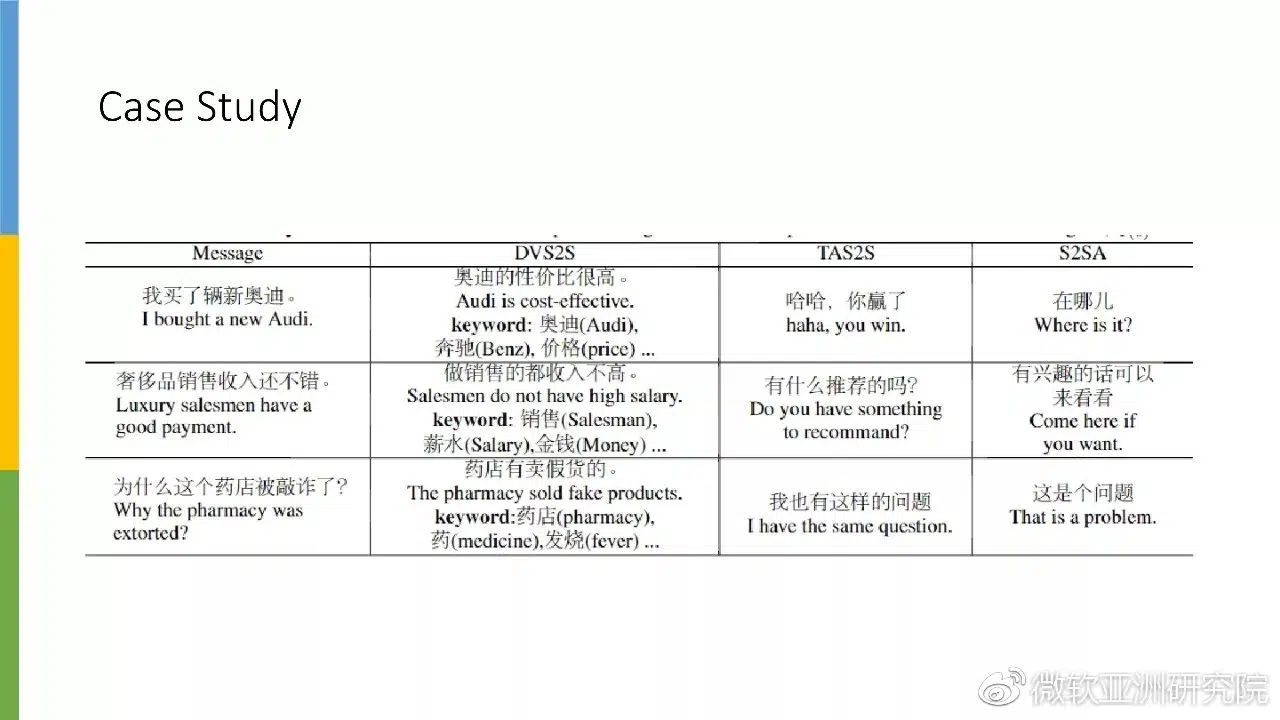 Case Study
Message
DVS2S
TAS2S
S2SA
我买了辆新奥迪。
I bought a new Audi.
奥迪的性价比很高。
Audi is cost-effective.
keyword: 奥迪(Audi),
奔驰(Benz), 价格(price) ...
哈哈，你赢了
haha, you win.
在哪儿
Where is it?
奢侈品销售收入还不错。
Luxury salesmen have a
good payment.
做销售的都收入不高。
Salesmen do not have high salary.
keyword: 销售(Salesman),
薪水(Salary),金钱(Money) ...
有什么推荐的吗?
Do you have something
to recommand?
有兴趣的话可以
来看看
Come here if
you want.
为什么这个药店被敲诈了?
Why the pharmacy was
extorted?
药店有卖假货的。
The pharmacy sold fake products.
keyword:药店(pharmacy),
药(medicine),发烧(fever) ...
我也有这样的问题
I have the same question.
这是个问题
That is a problem.
微软亚洲研究院